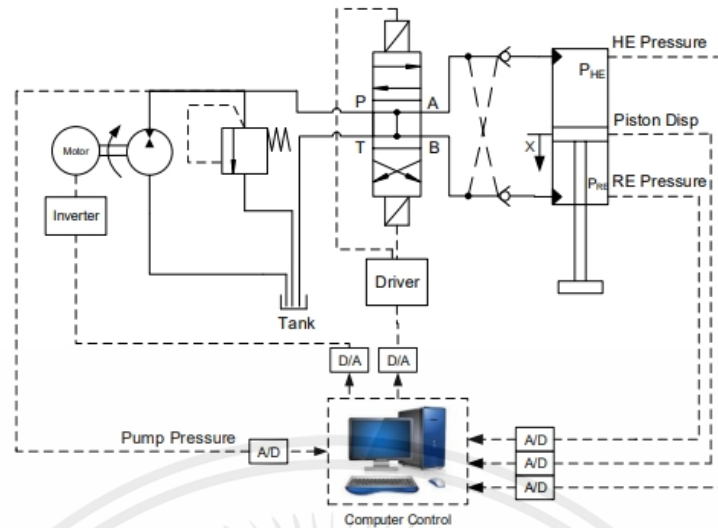 HE Pressure
P_HE
P
A
Piston Disp
Motor
T
B
X
P_RE
RE Pressure
Inverter
Driver
Tank
D/A
D/A
Pump Pressure
A/D
A/D
A/D
A/D
Computer Control